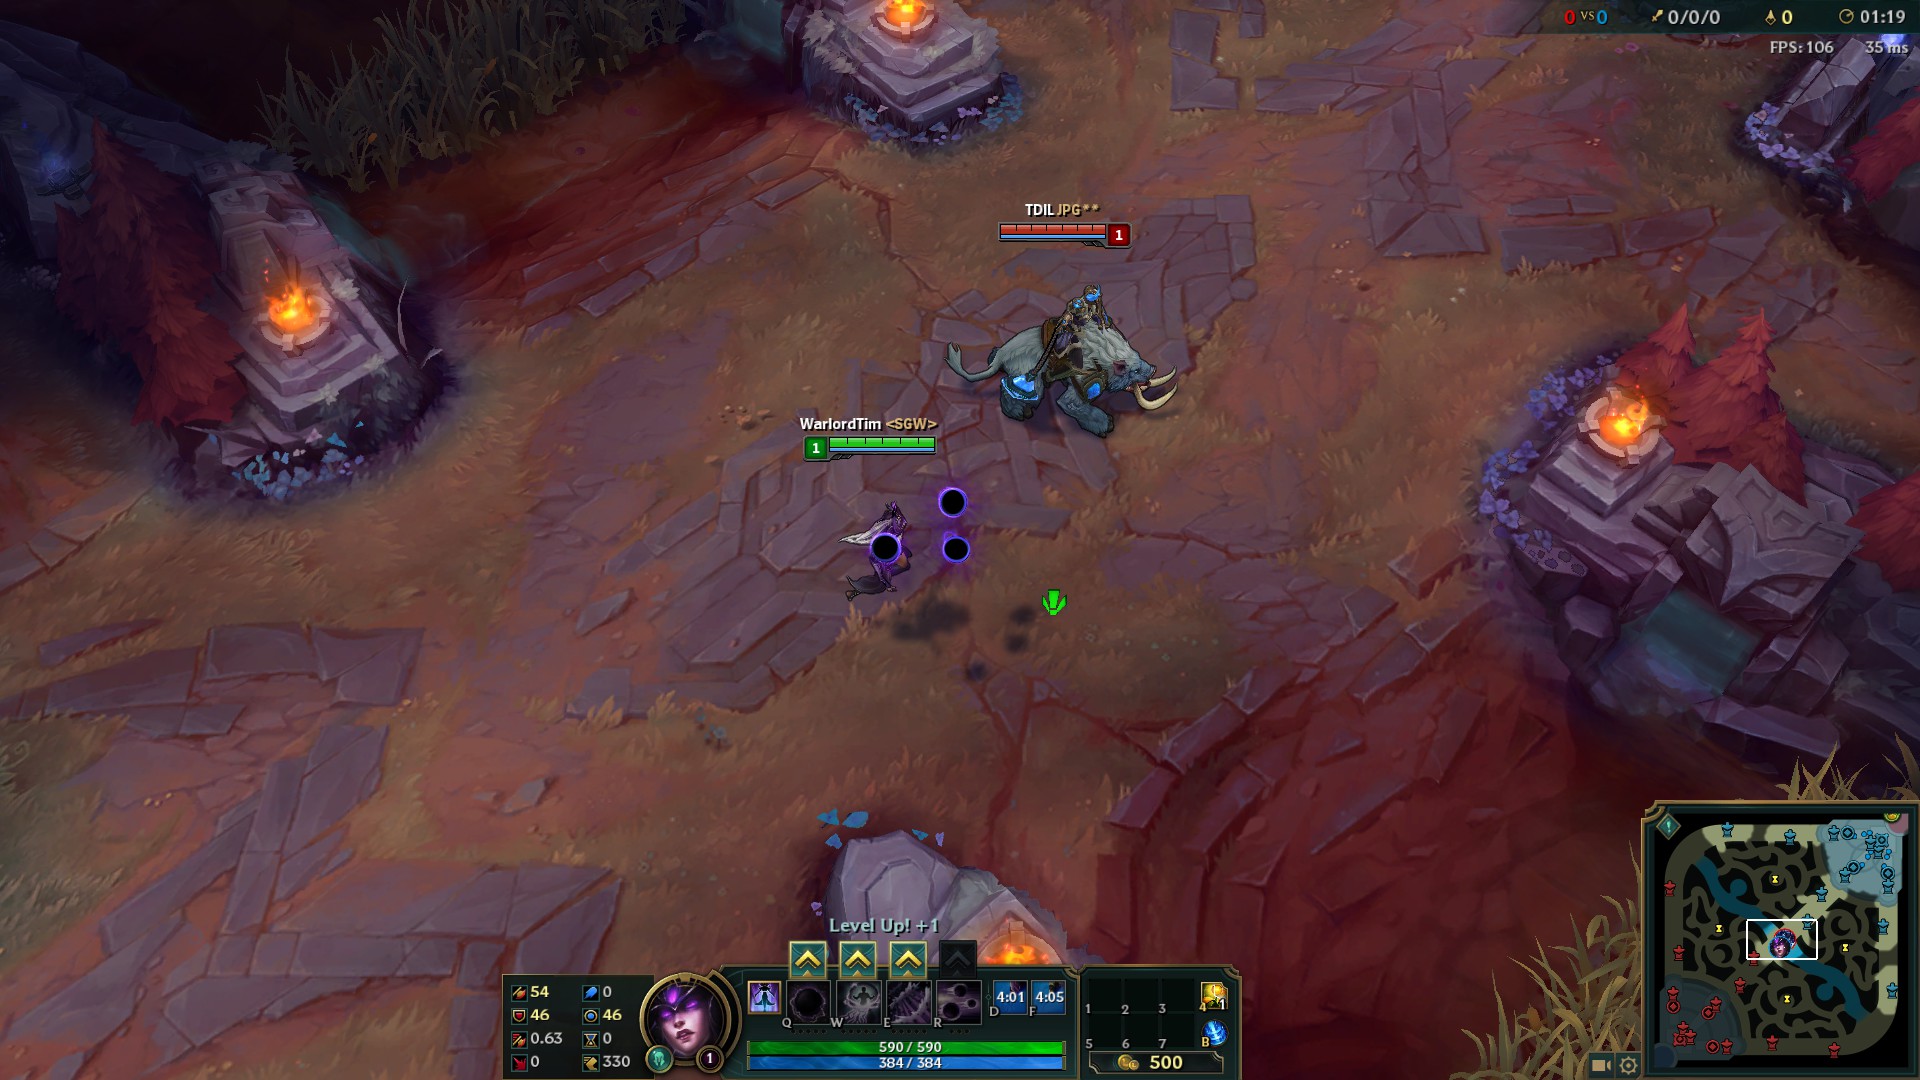 0 VS 0 0/0/0 0 01:19
FPS: 106 35 ms
TDIL JPG**
1
WarlordTim <SGW>
1
Level Up! +1
54 0
46 46
0.63 0
0 330
1
Q W E R
4:01 4:05
D F
590 / 590
384 / 384
1 2 3 4 1
5 6 7 B
500